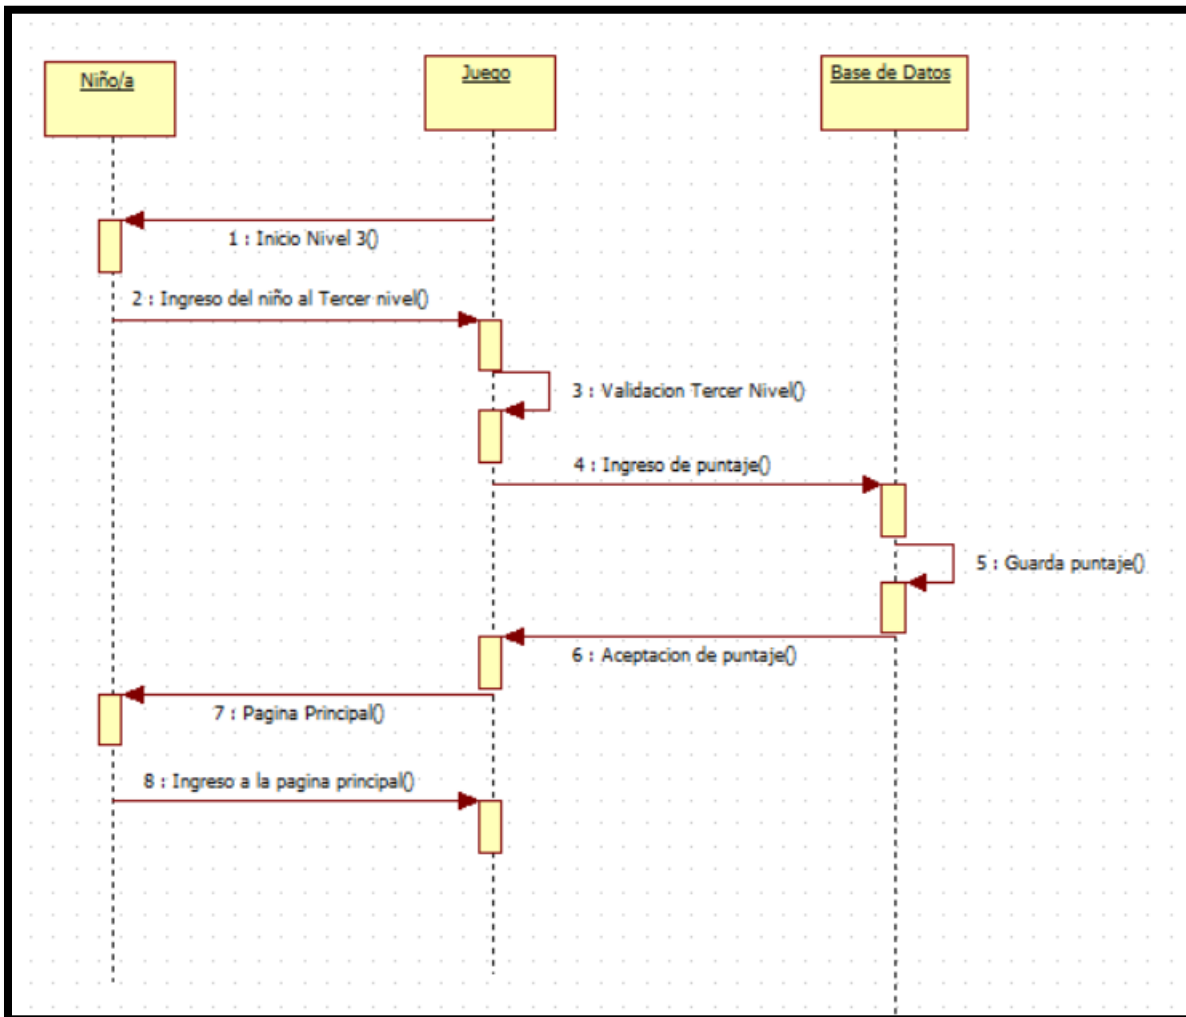 Niño/a
Juego
Base de Datos
1 : Inicio Nivel 3()
2 : Ingreso del niño al Tercer nivel()
3 : Validacion Tercer Nivel()
4 : Ingreso de puntaje()
5 : Guarda puntaje()
6 : Aceptacion de puntaje()
7 : Pagina Principal()
8 : Ingreso a la pagina principal()